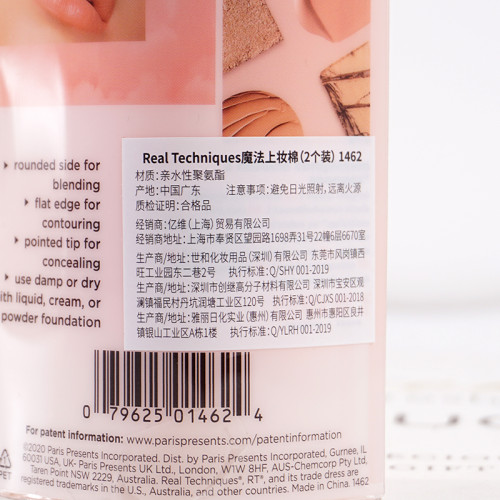 rounded side for
blending
flat edge for
contouring
pointed tip for
concealing
use damp or dry
with liquid, cream, or
powder foundation
Real Techniques魔法上妆棉(2个装) 1462
材质:亲水性聚氨酯
产地:中国广东 注意事项:避免日光照射,远离火源
质检证明:合格品
经销商:亿维(上海)贸易有限公司
经销商地址:上海市奉贤区望园路1698弄31号22幢6层6670室
生产商/地址:世和化妆用品(深圳)有限公司 东莞市凤岗镇西
旺工业园东二巷2号 执行标准:Q/SHY 001-2019
生产商/地址:深圳市创继高分子材料有限公司 深圳市宝安区观
澜镇福民村丹坑润塘工业区120号 执行标准:Q/CJXS 001-2018
生产商/地址:雅丽日化实业(惠州)有限公司 惠州市惠阳区良井
镇银山工业区A栋1楼 执行标准:Q/YLRH 001-2019
0 79625 01462 4
For patent information: www.parispresents.com/patentinformation
©2020 Paris Presents Incorporated. Dist. by Paris Presents Incorporated, Gurnee, IL
60031 USA, UK- Paris Presents UK Ltd., London, W1W 8HF, AUS-Chemcorp Pty Ltd.
Taren Point NSW 2229, Australia. Real Techniques®, RT®, and its trade dress are
registered trademarks in the U.S., Australia, and other countries. Made in China. 1462
PET